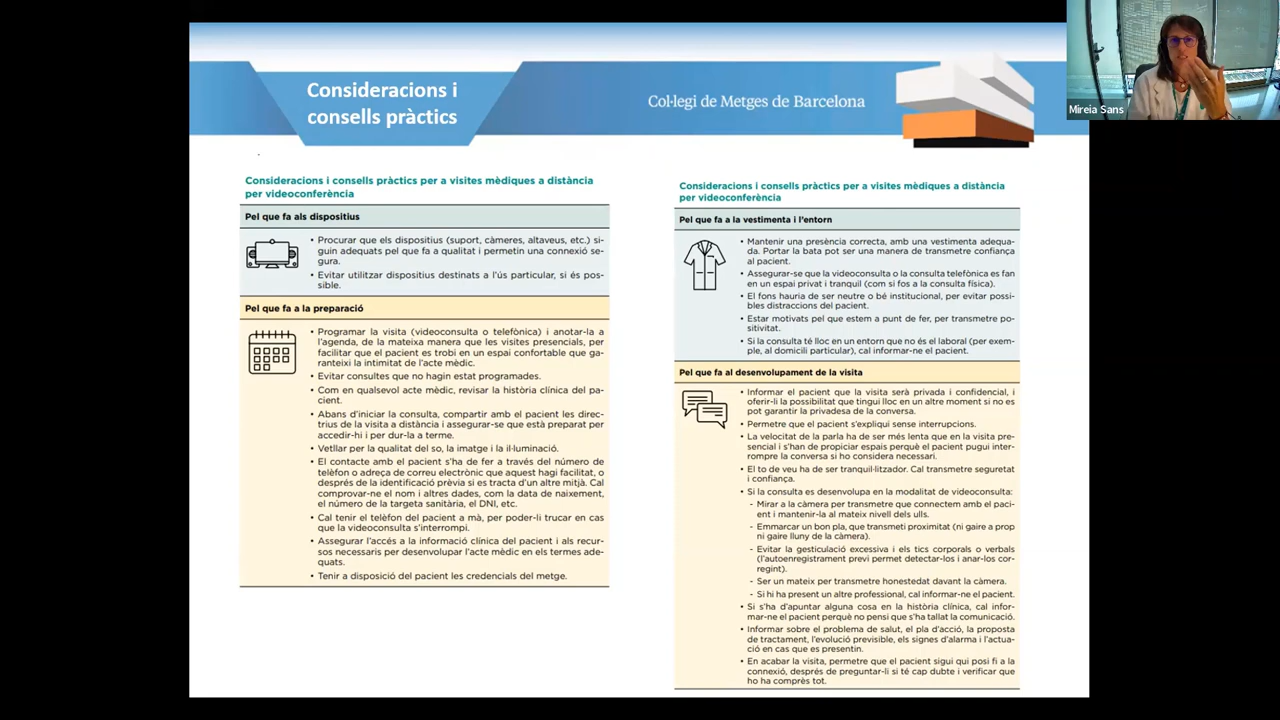 Consideracions i
consells pràctics
Col·legi de Metges de Barcelona
Mireia Sans
Consideracions i consells pràctics per a visites mèdiques a distància
per videoconferència
Pel que fa als dispositius
• Procurar que els dispositius (suport, càmeres, altaveus, etc.) si-
guin adequats pel que fa a qualitat i permetin una connexió se-
gura.
• Evitar utilitzar dispositius destinats a l'ús particular, si és pos-
sible.
Pel que fa a la preparació
• Programar la visita (videoconsulta o telefònica) i anotar-la a
l'agenda, de la mateixa manera que les visites presencials, per
facilitar que el pacient es trobi en un espai confortable que ga-
ranteixi la intimitat de l'acte mèdic.
• Evitar consultes que no hagin estat programades.
• Com en qualsevol acte mèdic, revisar la història clínica del pa-
cient.
• Abans d'iniciar la consulta, compartir amb el pacient les direc-
trius de la visita a distància i assegurar-se que està preparat per
accedir-hi i per dur-la a terme.
• Vetllar per la qualitat del so, la imatge i la il·luminació.
• El contacte amb el pacient s'ha de fer a través del número de
telèfon o adreça de correu electrònic que aquest hagi facilitat, o
després de la identificació prèvia si es tracta d'un altre mitjà. Cal
comprovar-ne el nom i altres dades, com la data de naixement,
el número de la targeta sanitària, el DNI, etc.
• Cal tenir el telèfon del pacient a mà, per poder-li trucar en cas
que la videoconsulta s'interrompi.
• Assegurar l'accés a la informació clínica del pacient i als recur-
sos necessaris per desenvolupar l'acte mèdic en els termes ade-
quats.
• Tenir a disposició del pacient les credencials del metge.
Consideracions i consells pràctics per a visites mèdiques a distància
per videoconferència
Pel que fa a la vestimenta i l'entorn
• Mantenir una presència correcta, amb una vestimenta adequa-
da. Portar la bata pot ser una manera de transmetre confiança
al pacient.
• Assegurar-se que la videoconsulta o la consulta telefònica es fan
en un espai privat i tranquil (com si fos a la consulta física).
• El fons hauria de ser neutre o bé institucional, per evitar possi-
bles distraccions del pacient.
• Estar motivats pel que estem a punt de fer, per transmetre po-
sitivitat.
• Si la consulta té lloc en un entorn que no és el laboral (per exem-
ple, al domicili particular), cal informar-ne el pacient.
Pel que fa al desenvolupament de la visita
• Informar el pacient que la visita serà privada i confidencial, i
oferir-li la possibilitat que tingui lloc en un altre moment si no es
pot garantir la privadesa de la conversa.
• Permetre que el pacient s'expliqui sense interrupcions.
• La velocitat de la parla ha de ser més lenta que en la visita pre-
sencial i s'han de propiciar espais perquè el pacient pugui inter-
rompre la conversa si ho considera necessari.
• El to de veu ha de ser tranquil·litzador. Cal transmetre seguretat
i confiança.
• Si la consulta es desenvolupa en la modalitat de videoconsulta:
- Mirar a la càmera per transmetre que connectem amb el paci-
ent i mantenir-la al mateix nivell dels ulls.
- Emmarcar un bon pla, que transmeti proximitat (ni gaire a prop
ni gaire lluny de la càmera).
- Evitar la gesticulació excessiva i els tics corporals o verbals
(l'autoenregistrament previ permet detectar-los i anar-los cor-
regint).
- Ser un mateix per transmetre honestedat davant la càmera.
- Si hi ha present un altre professional, cal informar-ne el pacient.
• Si s'ha d'apuntar alguna cosa en la història clínica, cal infor-
mar-ne el pacient perquè no pensi que s'ha tallat la comunicació.
• Informar sobre el problema de salut, el pla d'acció, la proposta
de tractament, l'evolució previsible, els signes d'alarma i l'actua-
ció en cas que es presentin.
• En acabar la visita, permetre que el pacient sigui qui posi fi a la
connexió, després de preguntar-li si té cap dubte i verificar que
ho ha comprès tot.